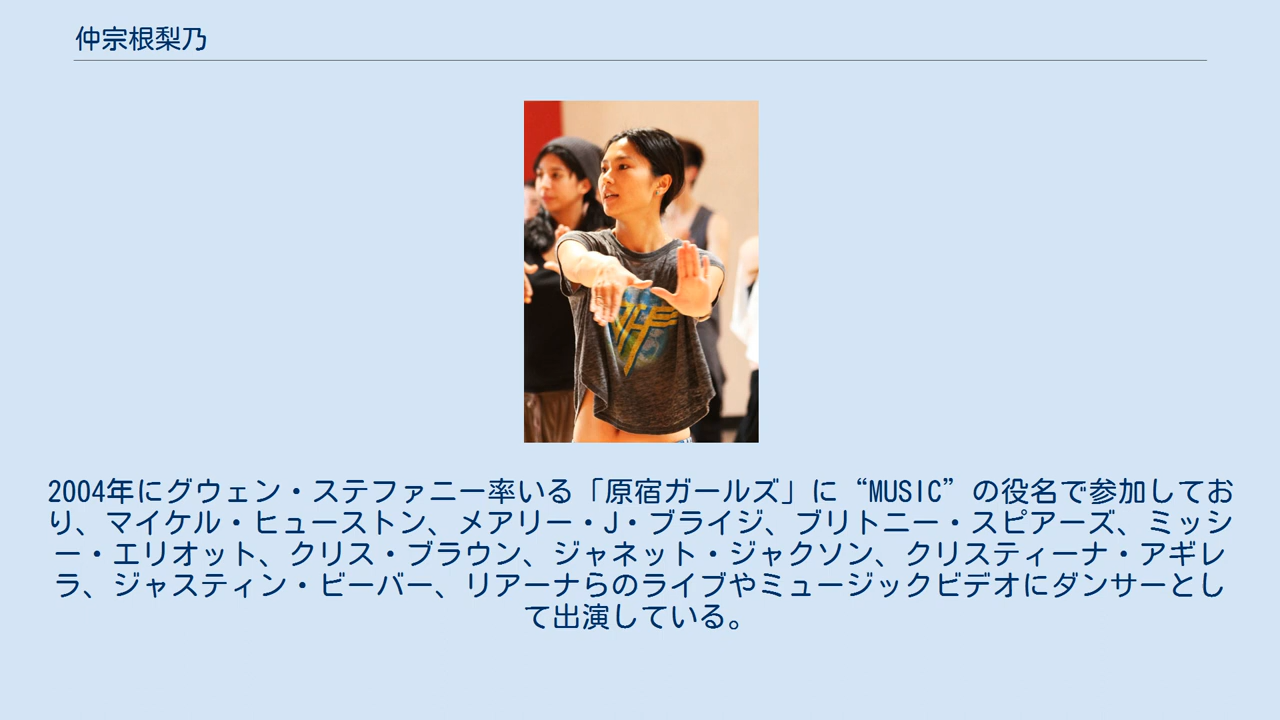 仲宗根梨乃
2004年にグウェン・ステファニー率いる「原宿ガールズ」に“MUSIC”の役名で参加してお
り、マイケル・ヒューストン、メアリー・J・ブライジ、ブリトニー・スピアーズ、ミッシ
ー・エリオット、クリス・ブラウン、ジャネット・ジャクソン、クリスティーナ・アギレ
ラ、ジャスティン・ビーバー、リアーナらのライブやミュージックビデオにダンサーとし
て出演している。